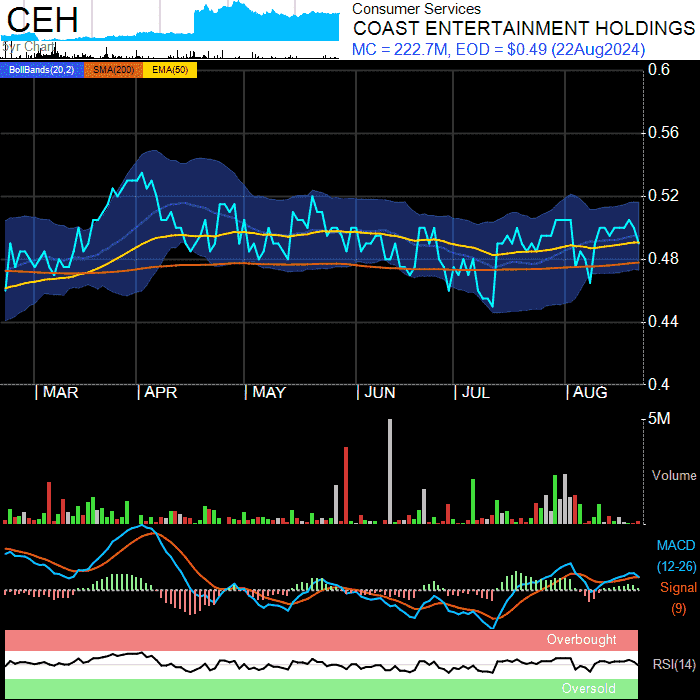 CEH
Consumer Services
COAST ENTERTAINMENT HOLDINGS
5yr Chart
MC = 222.7M, EOD = $0.49 (22Aug2024)
BollBands(20,2) SMA(200) EMA(50)
0.6
0.56
0.52
0.48
0.44
0.4
MAR APR MAY JUN JUL AUG
5M
Volume
MACD
(12-26)
Signal
(9)
Overbought
RSI(14)
Oversold